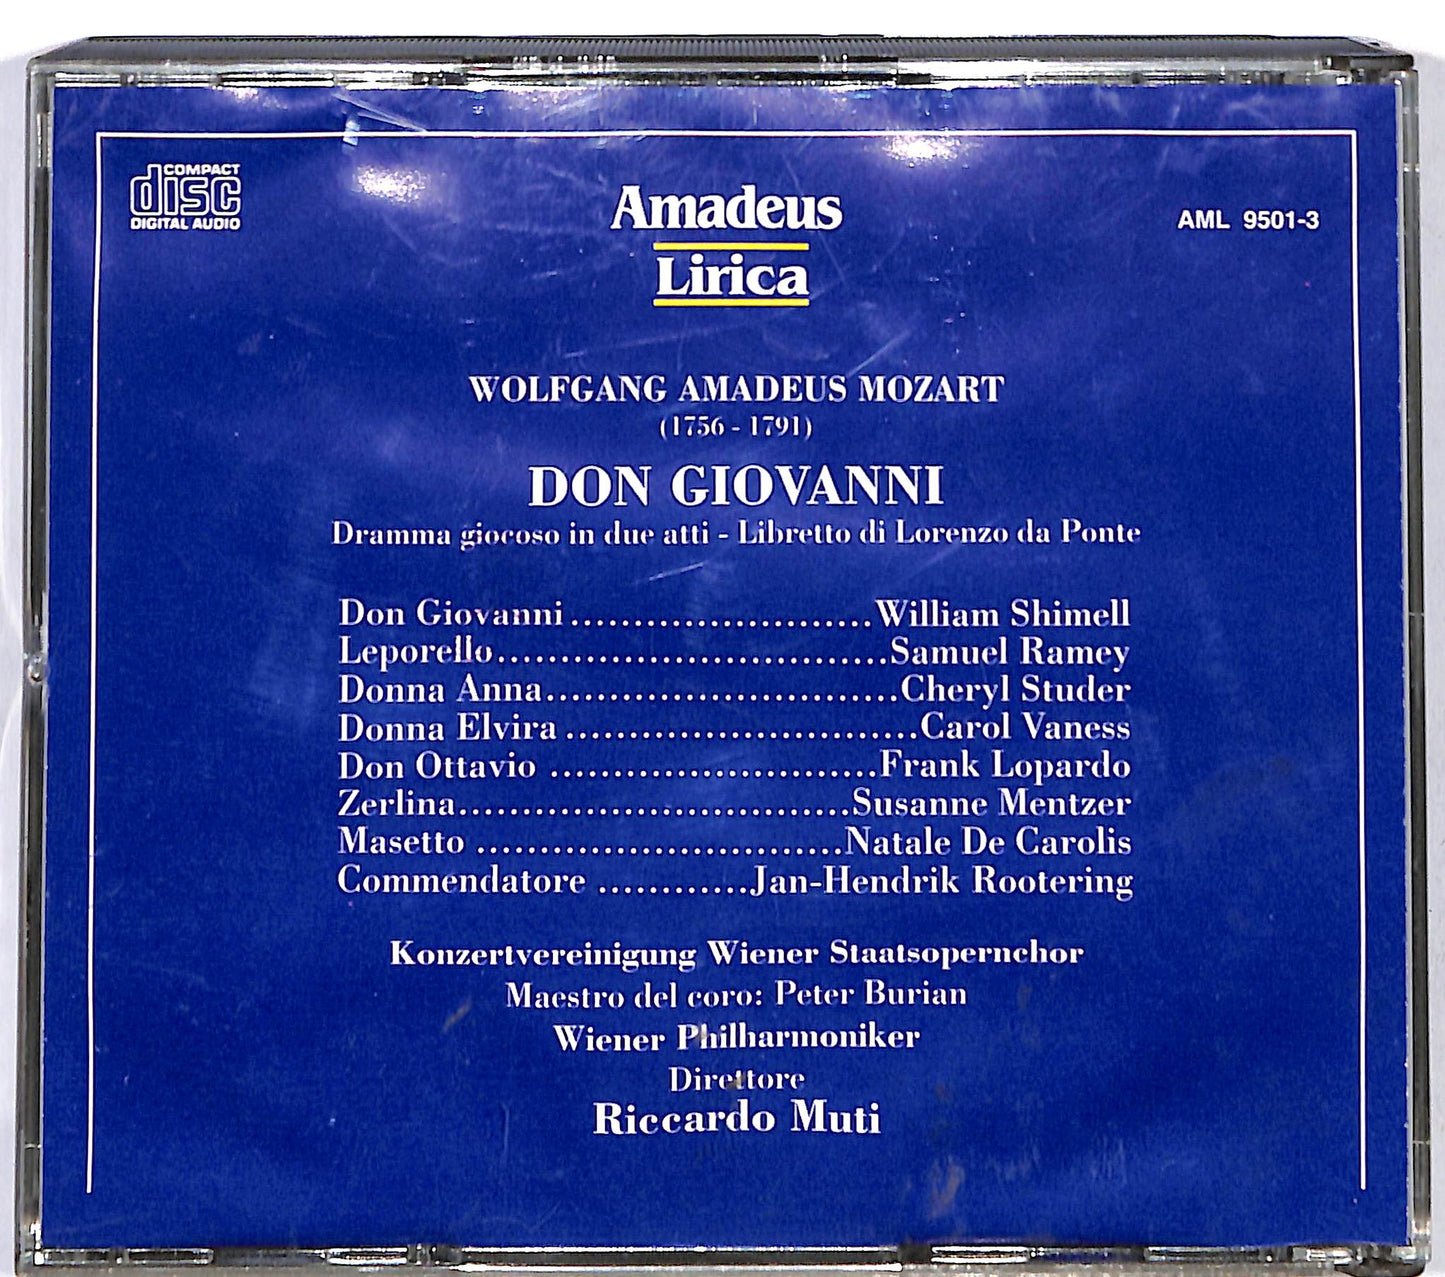 COMPACT
disc
DIGITAL AUDIO
Amadeus
Lirica
AML 9501-3
WOLFGANG AMADEUS MOZART
(1756 - 1791)
DON GIOVANNI
Dramma giocoso in due atti - Libretto di Lorenzo da Ponte
Don Giovanni ........................William Shimell
Leporello...............................Samuel Ramey
Donna Anna............................Cheryl Studer
Donna Elvira ............................Carol Vaness
Don Ottavio ..........................Frank Lopardo
Zerlina...............................Susanne Mentzer
Masetto .............................Natale De Carolis
Commendatore ............Jan-Hendrik Rootering
Konzertvereinigung Wiener Staatsopernchor
Maestro del coro: Peter Burian
Wiener Philharmoniker
Direttore
Riccardo Muti